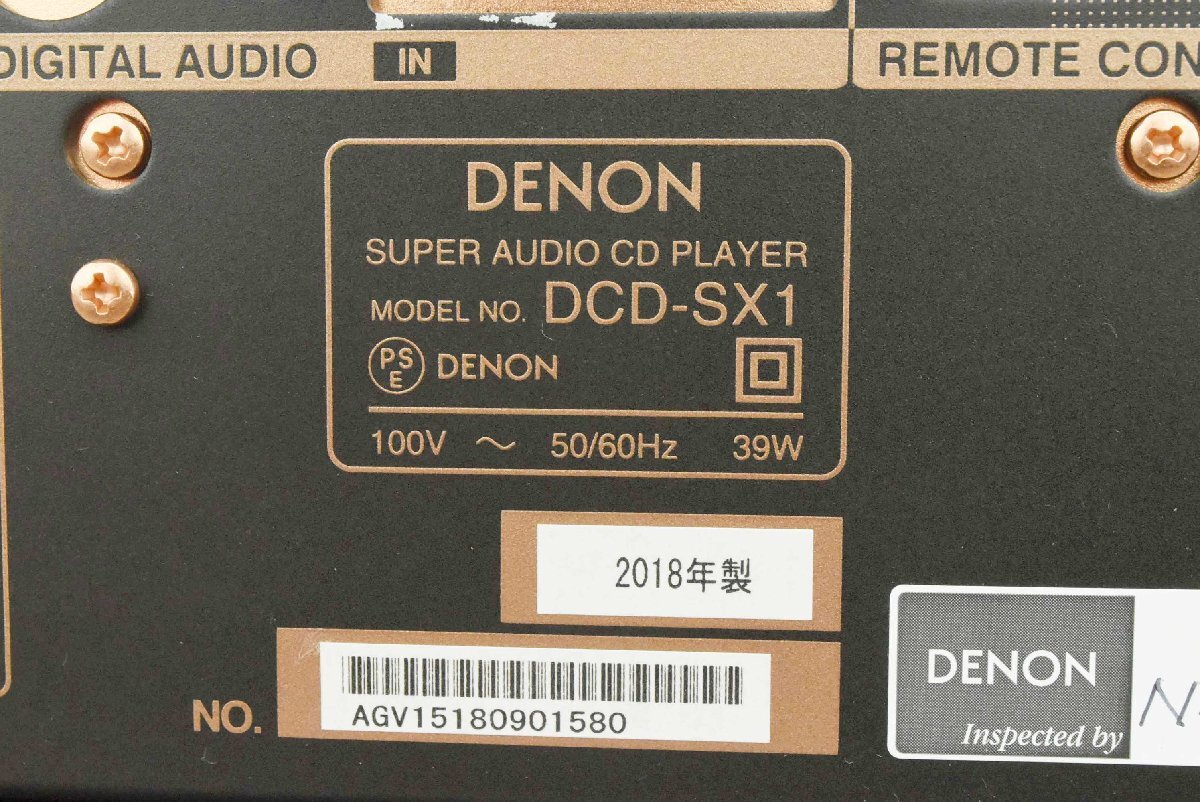 DIGITAL AUDIO IN
REMOTE CON
DENON
SUPER AUDIO CD PLAYER
MODEL NO. DCD-SX1
PSE DENON
100V ~ 50/60Hz 39W
2018年製
NO. AGV15180901580
DENON
Inspected by